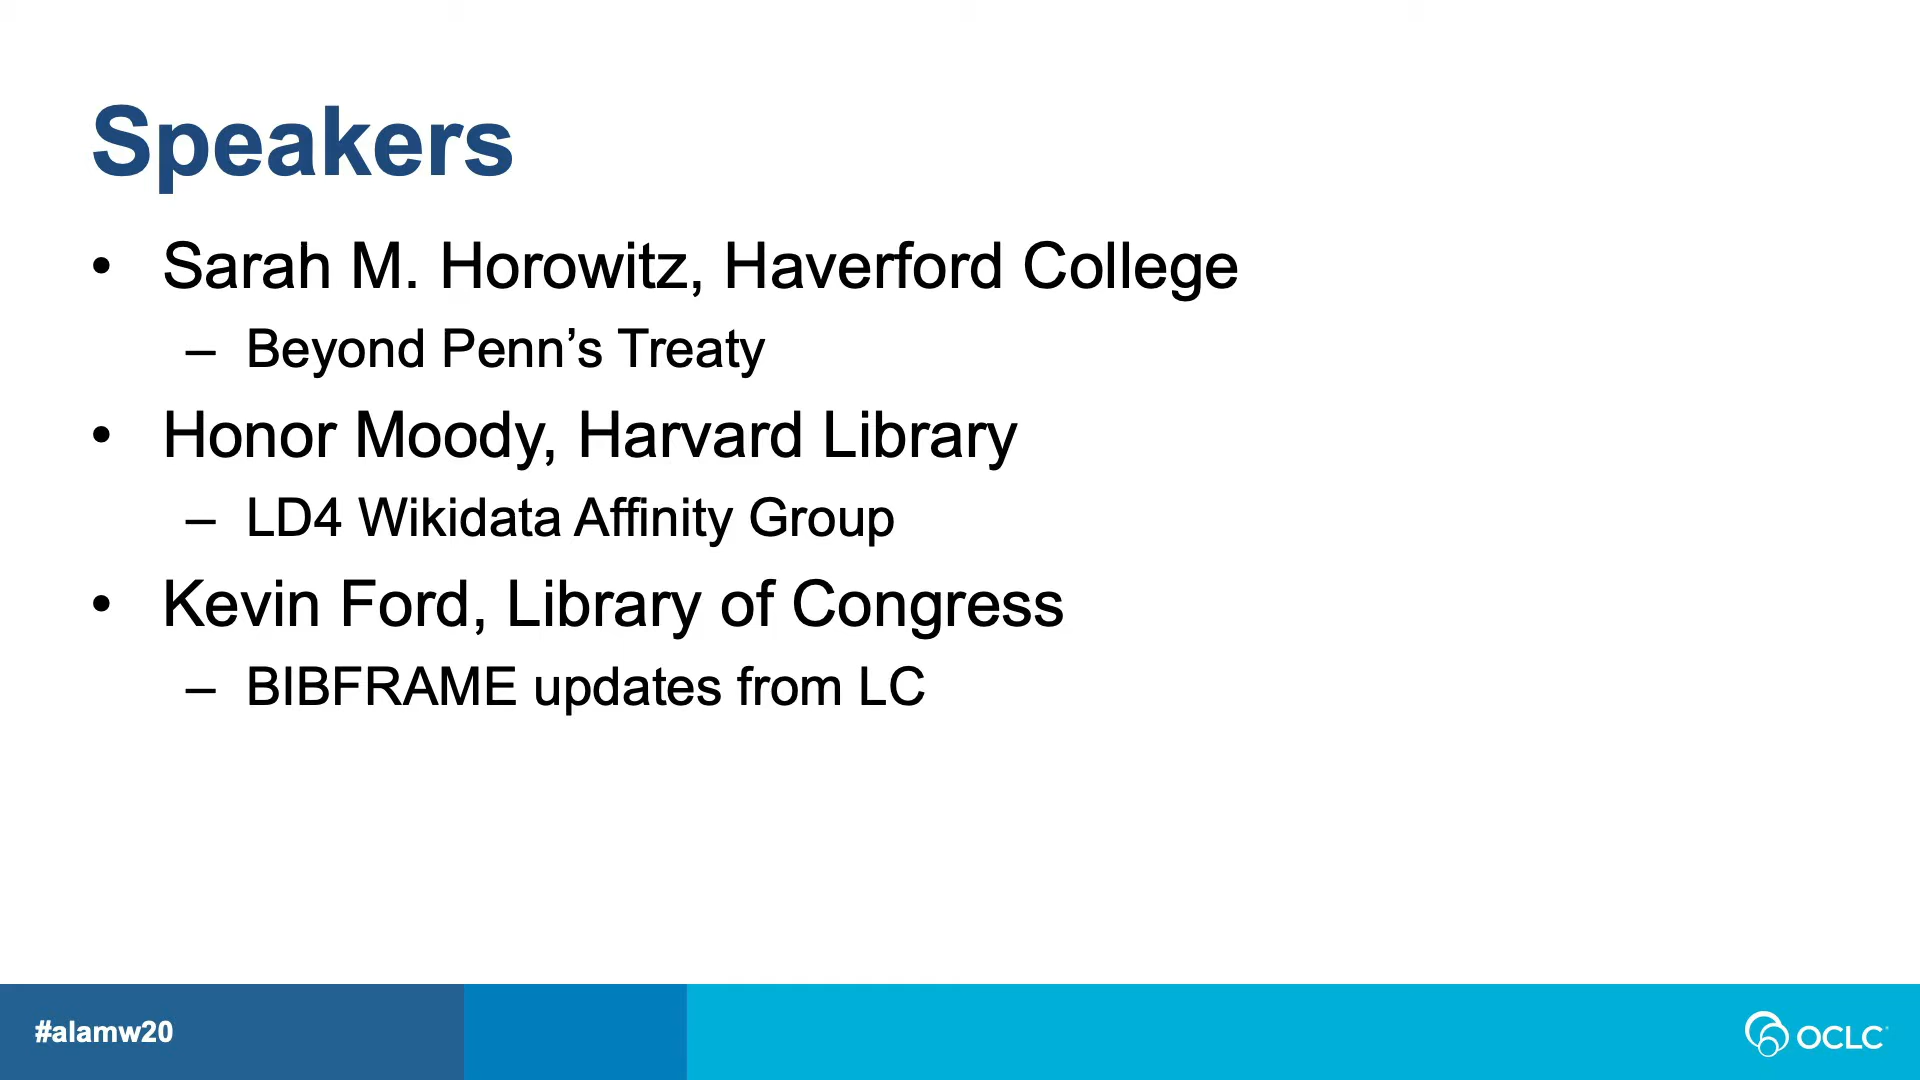 Speakers
• Sarah M. Horowitz, Haverford College
– Beyond Penn’s Treaty
• Honor Moody, Harvard Library
– LD4 Wikidata Affinity Group
• Kevin Ford, Library of Congress
– BIBFRAME updates from LC
#alamw20
OCLC